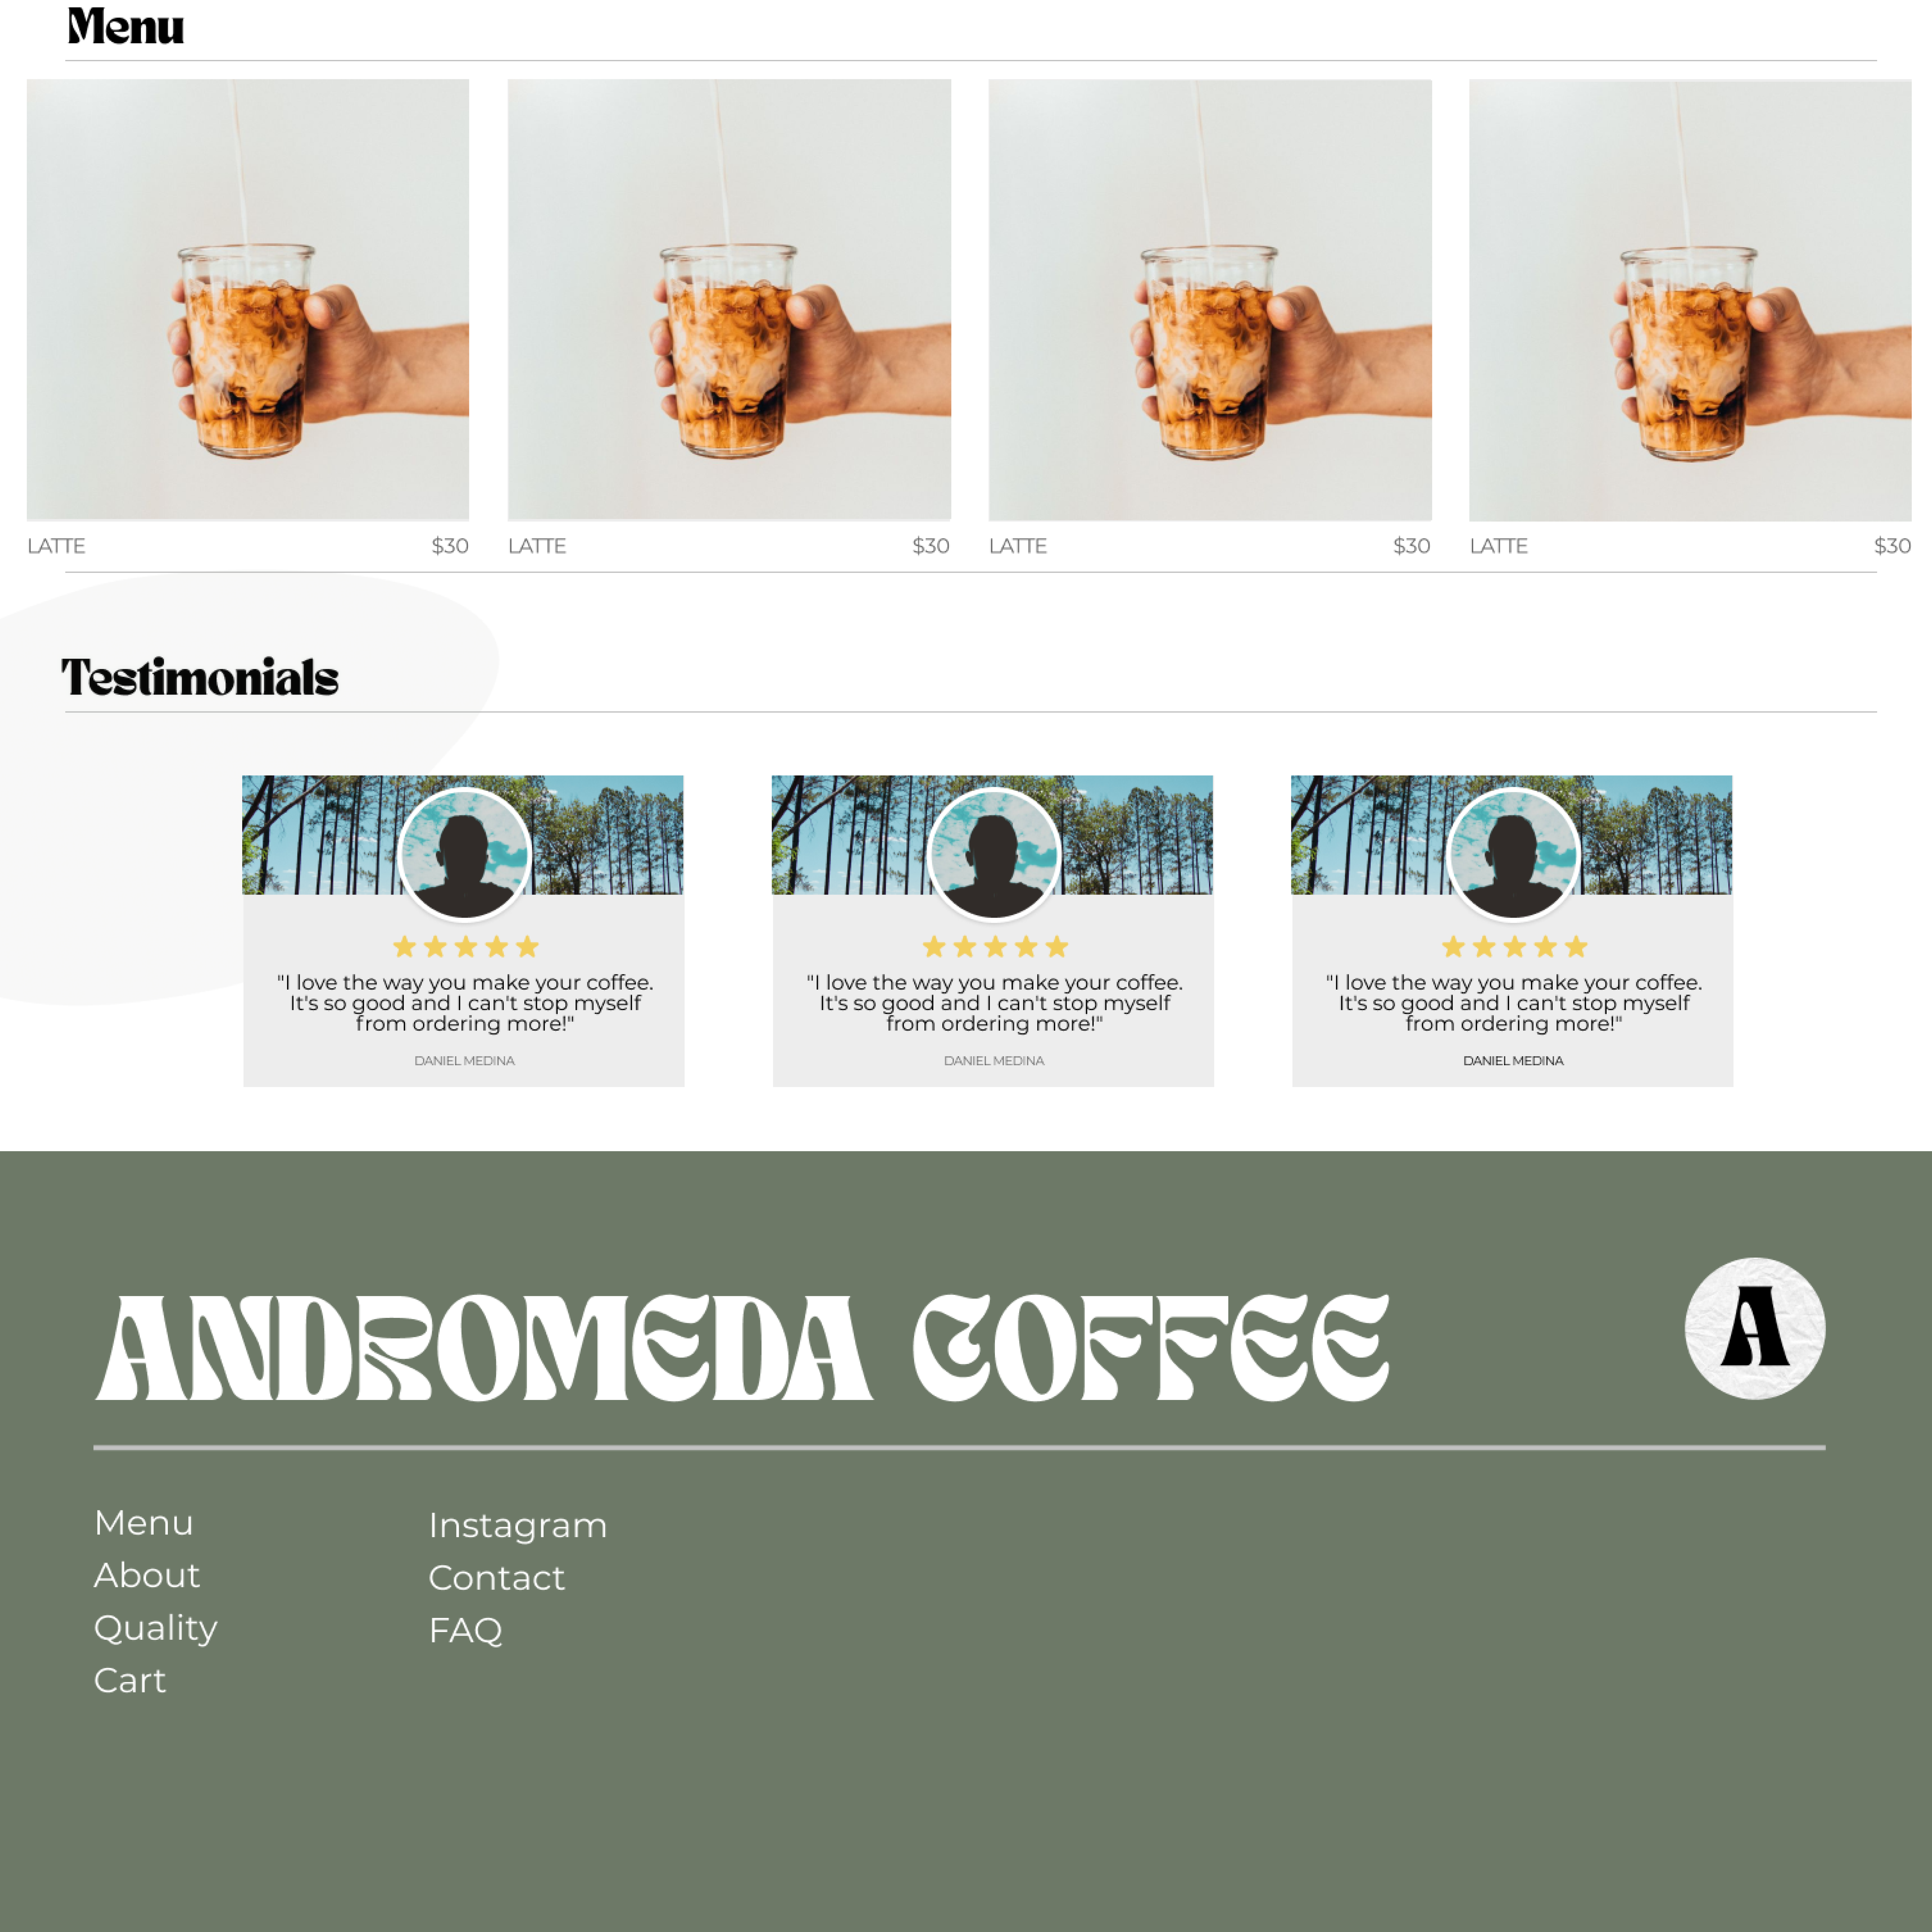 Menu
LATTE $30 LATTE $30 LATTE $30 LATTE $30
Testimonials
"I love the way you make your coffee.
It's so good and I can't stop myself
from ordering more!"
DANIEL MEDINA
"I love the way you make your coffee.
It's so good and I can't stop myself
from ordering more!"
DANIEL MEDINA
"I love the way you make your coffee.
It's so good and I can't stop myself
from ordering more!"
DANIEL MEDINA
ANDROMEDA COFFEE
A
Menu
About
Quality
Cart
Instagram
Contact
FAQ